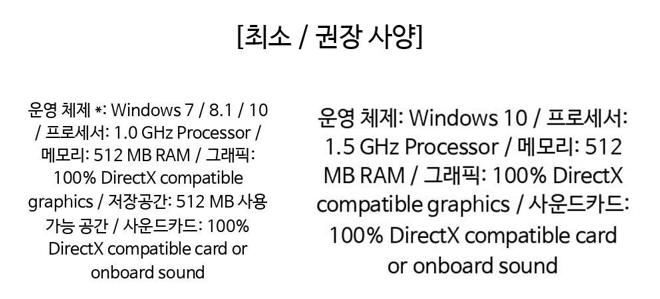 [최소 / 권장 사양]
운영 체제 *: Windows 7 / 8.1 / 10
/ 프로세서: 1.0 GHz Processor /
메모리: 512 MB RAM / 그래픽:
100% DirectX compatible
graphics / 저장공간: 512 MB 사용
가능 공간 / 사운드카드: 100%
DirectX compatible card or
onboard sound
운영 체제: Windows 10 / 프로세서:
1.5 GHz Processor / 메모리: 512
MB RAM / 그래픽: 100% DirectX
compatible graphics / 사운드카드:
100% DirectX compatible card
or onboard sound